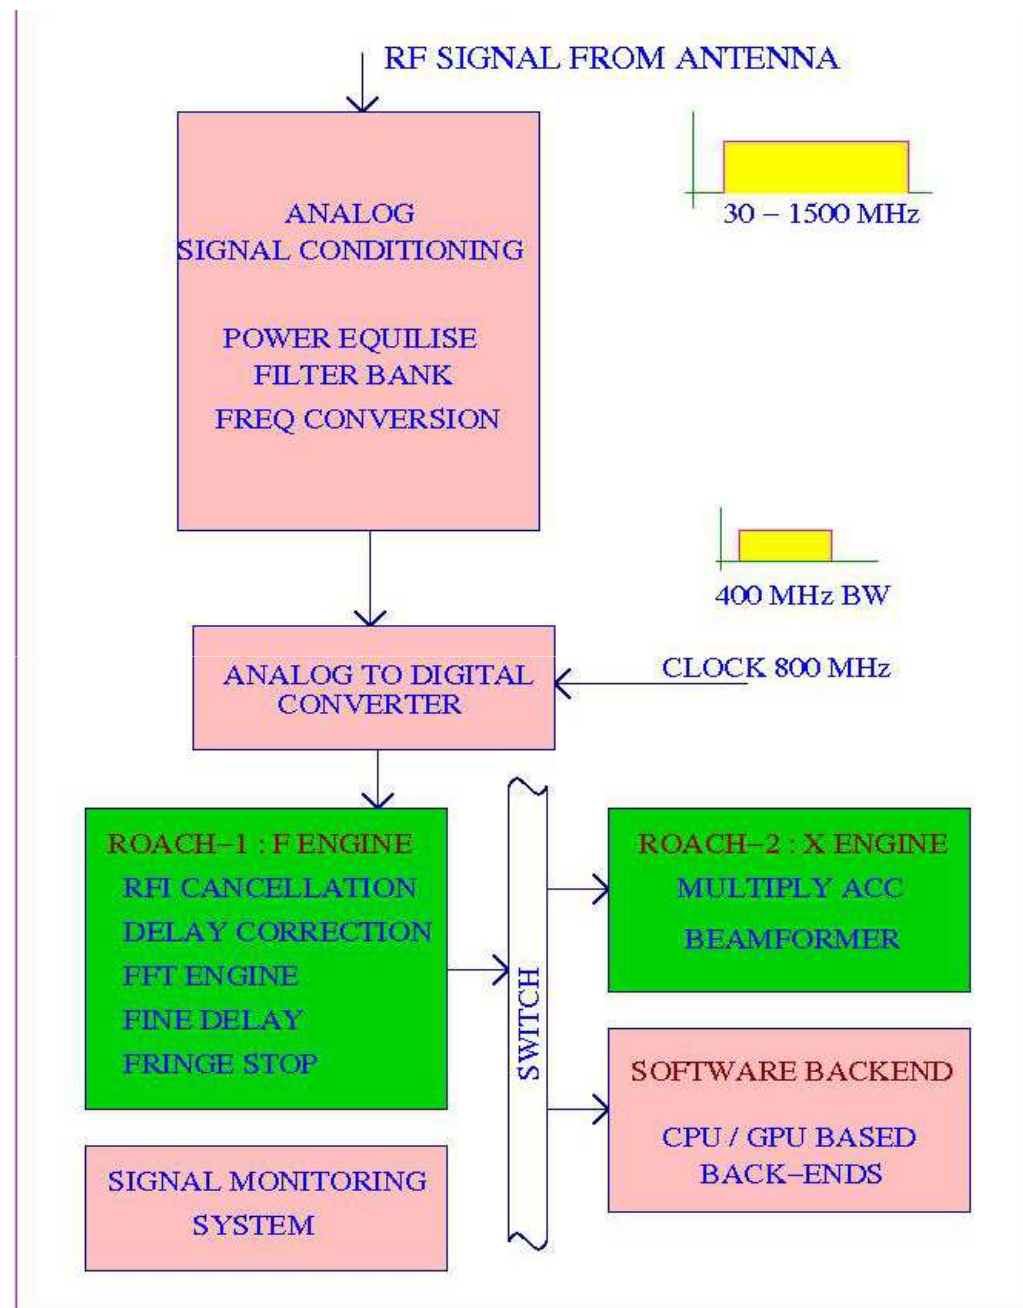 RF SIGNAL FROM ANTENNA
30 − 1500 MHz
ANALOG
SIGNAL CONDITIONING
POWER EQUILISE
FILTER BANK
FREQ CONVERSION
400 MHz BW
CLOCK 800 MHz
ANALOG TO DIGITAL
CONVERTER
ROACH−1 : F ENGINE
RFI CANCELLATION
DELAY CORRECTION
FFT ENGINE
FINE DELAY
FRINGE STOP
SWITCH
ROACH−2 : X ENGINE
MULTIPLY ACC
BEAMFORMER
SOFTWARE BACKEND
CPU / GPU BASED
BACK−ENDS
SIGNAL MONITORING
SYSTEM